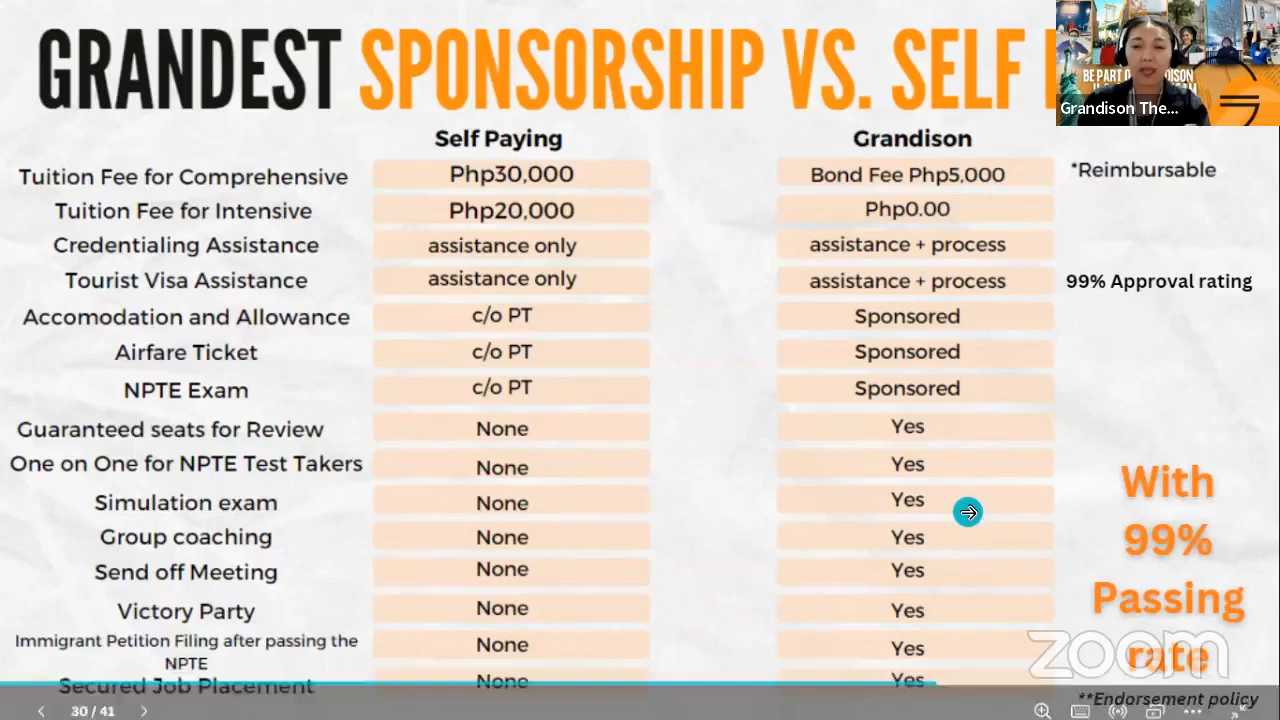 GRANDEST SPONSORSHIP VS. SELF
BE PART O
Grandison The...
Self Paying Grandison
Tuition Fee for Comprehensive Php30,000 Bond Fee Php5,000 *Reimbursable
Tuition Fee for Intensive Php20,000 Php0.00
Credentialing Assistance assistance only assistance + process
Tourist Visa Assistance assistance only assistance + process 99% Approval rating
Accomodation and Allowance c/o PT Sponsored
Airfare Ticket c/o PT Sponsored
NPTE Exam c/o PT Sponsored
Guaranteed seats for Review None Yes
One on One for NPTE Test Takers None Yes
Simulation exam None Yes
Group coaching None Yes
Send off Meeting None Yes
Victory Party None Yes
Immigrant Petition Filing after passing the
NPTE None Yes
Secured Job Placement None Yes
With
99%
Passing
rate
zoom
**Endorsement policy
30 / 41